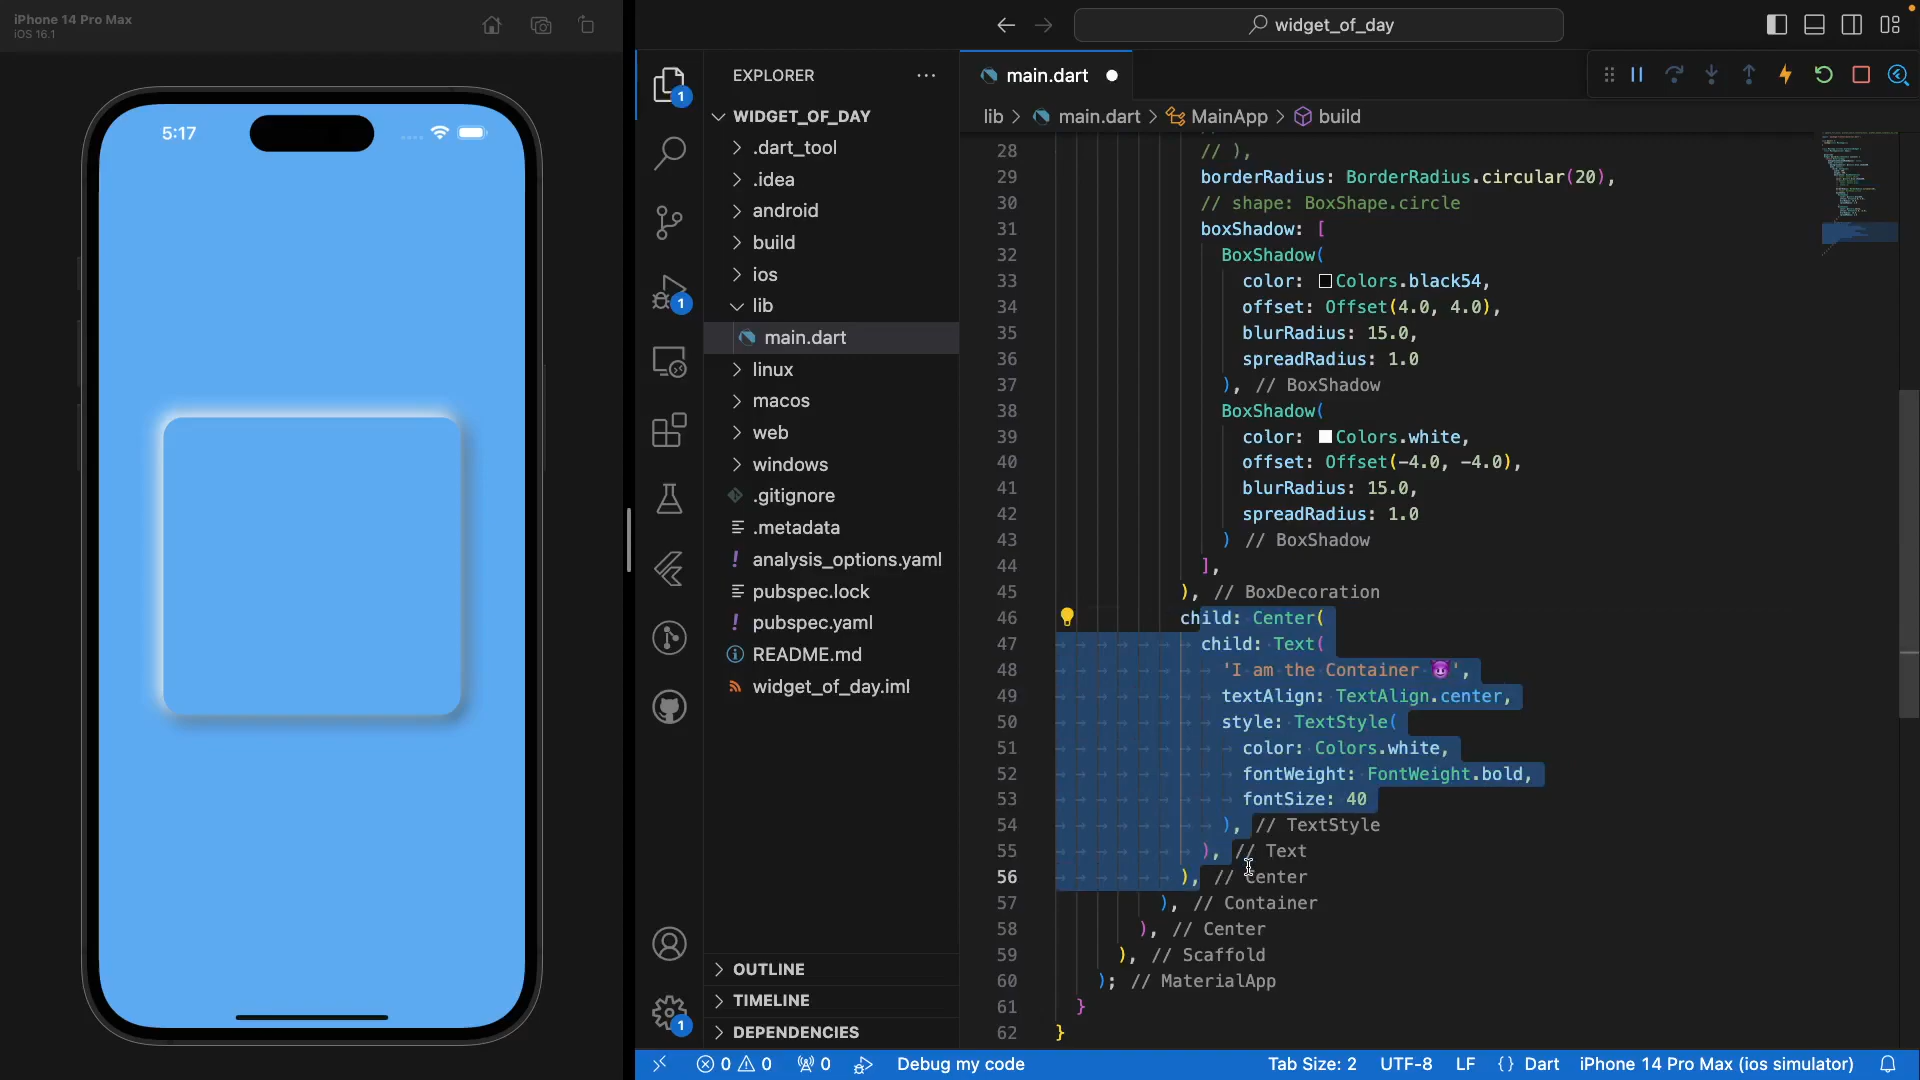 iPhone 14 Pro Max
iOS 16.1
5:17
widget_of_day
EXPLORER
WIDGET_OF_DAY
.dart_tool
.idea
android
build
ios
lib
main.dart
linux
macos
web
windows
.gitignore
.metadata
! analysis_options.yaml
pubspec.lock
! pubspec.yaml
README.md
widget_of_day.iml
OUTLINE
TIMELINE
DEPENDENCIES
1
1
1
main.dart
lib > main.dart > MainApp > build
28 // ),
29 borderRadius: BorderRadius.circular(20),
30 // shape: BoxShape.circle
31 boxShadow: [
32 BoxShadow(
33 color: Colors.black54,
34 offset: Offset(4.0, 4.0),
35 blurRadius: 15.0,
36 spreadRadius: 1.0
37 ), // BoxShadow
38 BoxShadow(
39 color: Colors.white,
40 offset: Offset(-4.0, -4.0),
41 blurRadius: 15.0,
42 spreadRadius: 1.0
43 ) // BoxShadow
44 ],
45 ), // BoxDecoration
46 child: Center(
47 child: Text(
48 'I am the Container 😈',
49 textAlign: TextAlign.center,
50 style: TextStyle(
51 color: Colors.white,
52 fontWeight: FontWeight.bold,
53 fontSize: 40
54 ), // TextStyle
55 ), // Text
56 ), // Center
57 ), // Container
58 ), // Center
59 ), // Scaffold
60 ); // MaterialApp
61 }
62 }
0 0 0 Debug my code Tab Size: 2 UTF-8 LF {} Dart iPhone 14 Pro Max (ios simulator)